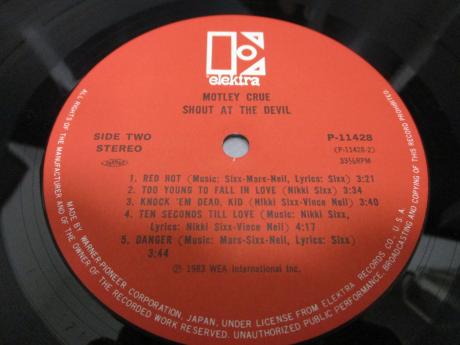 elektra
MOTLEY CRUE
SHOUT AT THE DEVIL
SIDE TWO
STEREO
P-11428
(P-11428-2)
33⅓RPM
1. RED HOT (Music: Sixx-Mars-Neil, Lyrics: Sixx) 3:21
2. TOO YOUNG TO FALL IN LOVE (Nikki Sixx) 3:34
3. KNOCK 'EM DEAD, KID (Nikki Sixx-Vince Neil) 3:40
4. TEN SECONDS TILL LOVE (Music: Nikki Sixx,
Lyrics: Nikki Sixx-Vince Neil) 4:17
5. DANGER (Music: Mars-Sixx-Neil, Lyrics: Sixx)
3:44
Ⓟ 1983 WEA International Inc.
ALL RIGHTS OF THE MANUFACTURER AND OF THE OWNER OF THE RECORDED WORK RESERVED. UNAUTHORIZED PUBLIC PERFORMANCE, BROADCASTING AND COPYING OF THIS RECORD PROHIBITED
MADE BY WARNER-PIONEER CORPORATION, JAPAN, UNDER LICENSE FROM ELEKTRA RECORDS CO. U.S.A.